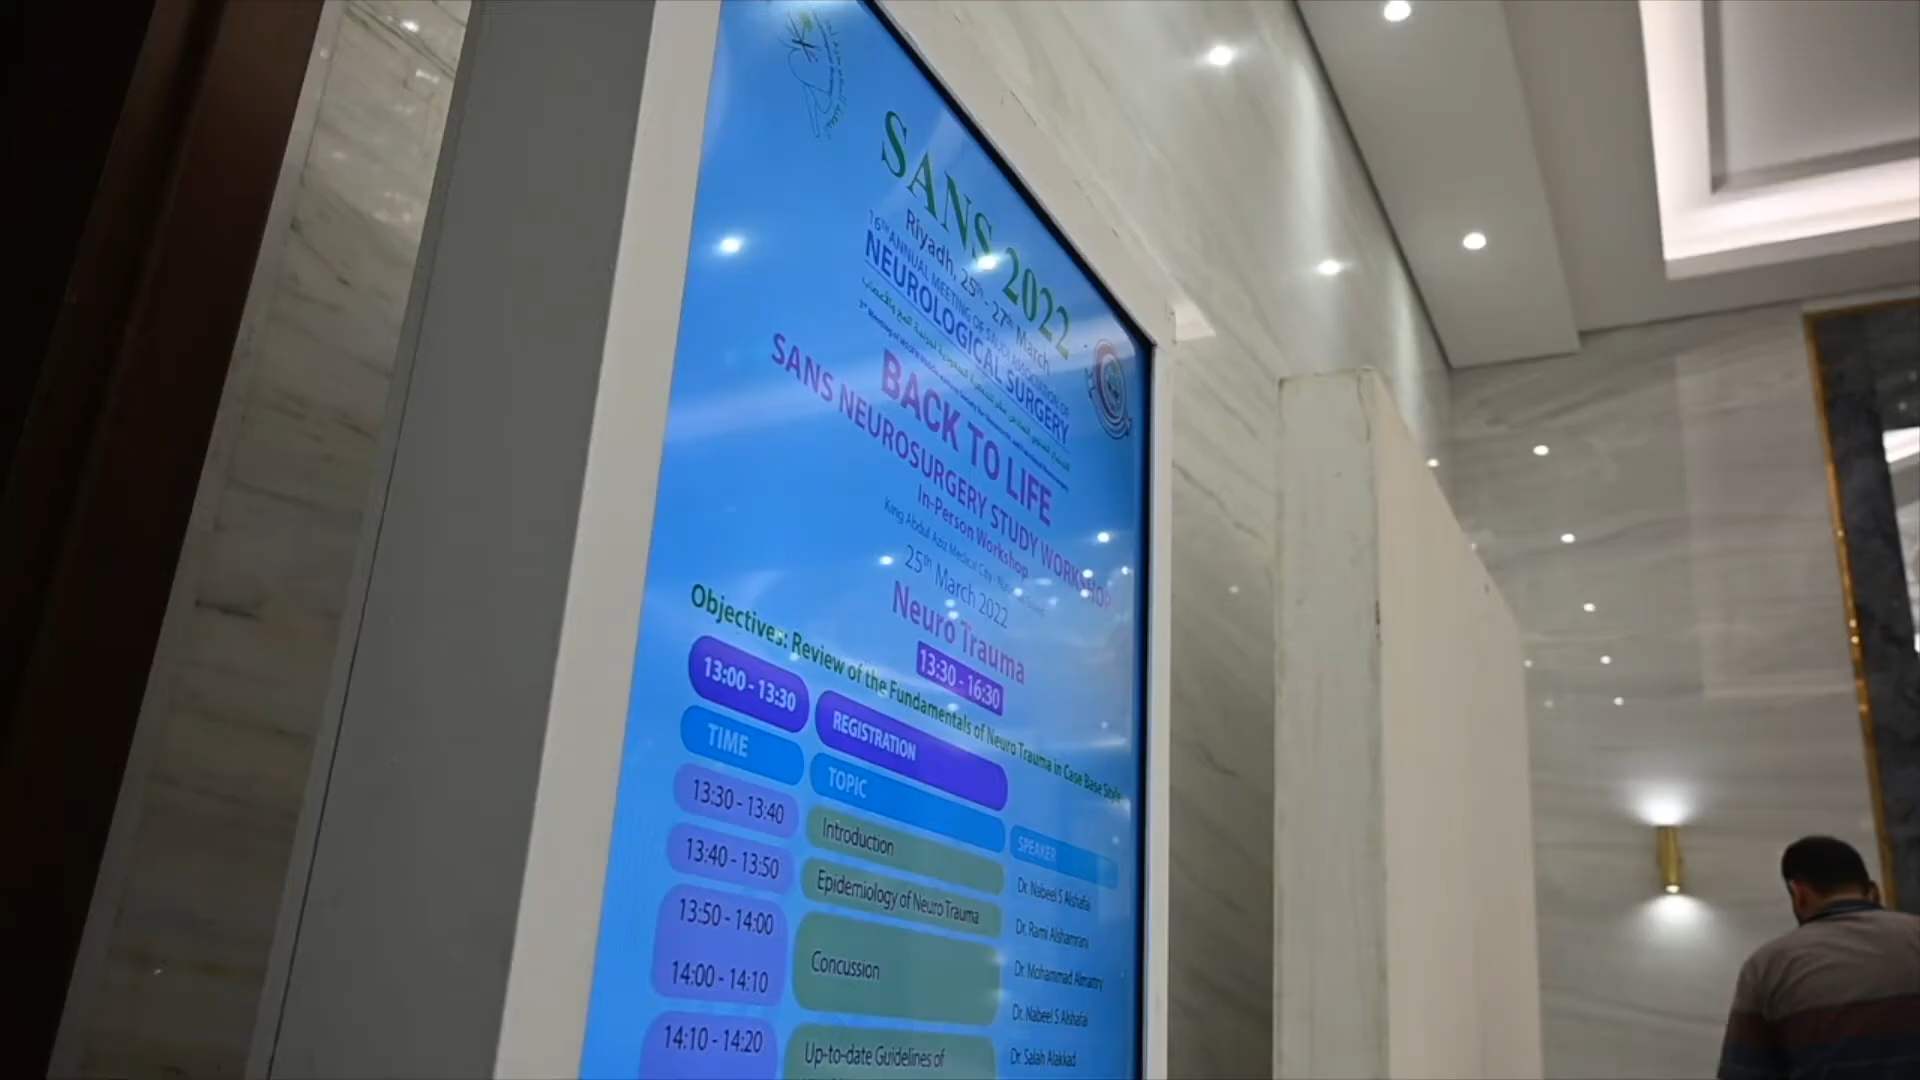 SANS 2022
Riyadh, 25th - 27th March
16TH ANNUAL MEETING OF SAUDI ASSOCIATION OF
NEUROLOGICAL SURGERY
BACK TO LIFE
SANS NEUROSURGERY STUDY WORKSHOP
In-Person Workshop
King Abdul Aziz Medical City -
25th March 2022
Neuro Trauma
13:30 - 16:30
Objectives: Review of the Fundamentals of Neuro Trauma in Case Base Style
13:00 - 13:30 REGISTRATION
TIME TOPIC SPEAKER
13:30 - 13:40 Introduction Dr. Nabeel S Alshafai
13:40 - 13:50 Epidemiology of Neuro Trauma Dr. Rami Alshamrani
13:50 - 14:00 Concussion Dr. Mohammad
14:00 - 14:10 Dr. Nabeel S Alshafai
14:10 - 14:20 Up-to-date Guidelines of Dr. Salah Alakkad